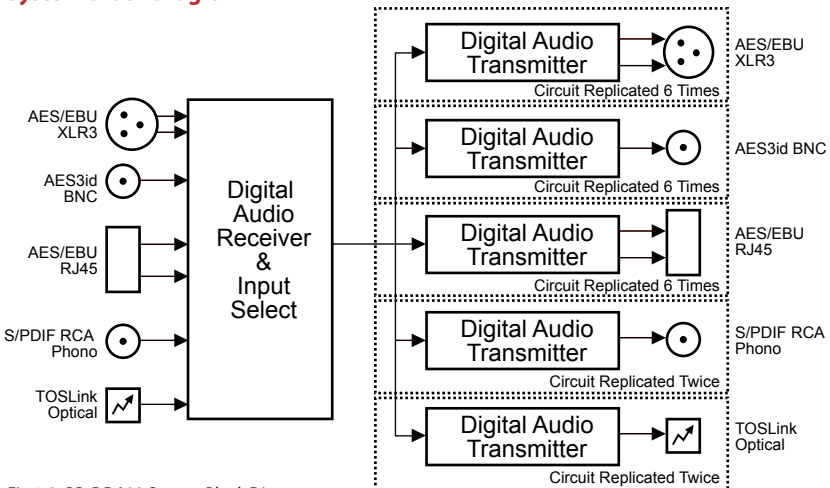 AES/EBU
XLR3
AES3id
BNC
AES/EBU
RJ45
S/PDIF RCA
Phono
TOSLink
Optical
Digital
Audio
Receiver
&
Input
Select
Digital Audio
Transmitter
Circuit Replicated 6 Times
AES/EBU
XLR3
Digital Audio
Transmitter
Circuit Replicated 6 Times
AES3id BNC
Digital Audio
Transmitter
Circuit Replicated 6 Times
AES/EBU
RJ45
Digital Audio
Transmitter
Circuit Replicated Twice
S/PDIF RCA
Phono
Digital Audio
Transmitter
Circuit Replicated Twice
TOSLink
Optical